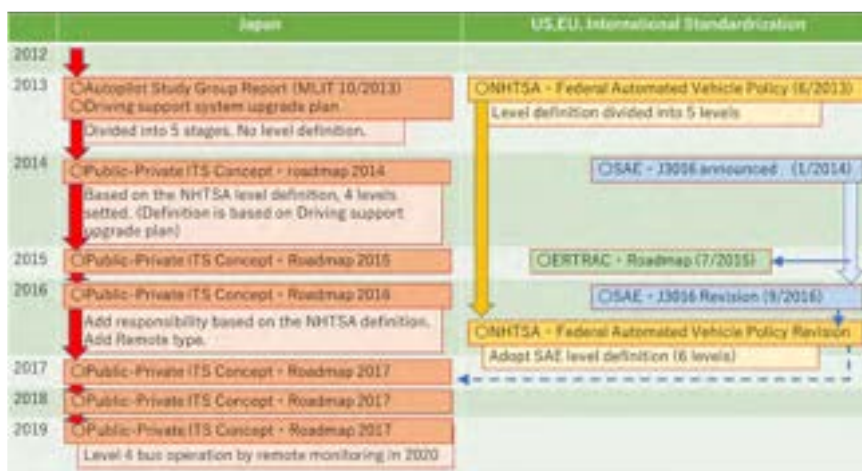 Japan
US,EU, International Standardrization
2012
2013
○Autopilot Study Group Report (MLIT 10/2013)
○Driving support system upgrade plan
Divided into 5 stages. No level definition.
○NHTSA・Federal Automated Vehicle Policy (6/2013)
Level definition divided into 5 levels
2014
○Public-Private ITS Concept・roadmap 2014
Based on the NHTSA level definition, 4 levels
setted. (Definition is based on Driving support
upgrade plan)
○SAE・J3016 announced (1/2014)
2015
○Public-Private ITS Concept・Roadmap 2015
○ERTRAC・Roadmap (7/2015)
2016
○Public-Private ITS Concept・Roadmap 2016
Add responsibility based on the NHTSA definition.
Add Remote type.
○SAE・J3016 Revision (9/2016)
○NHTSA・Federal Automated Vehicle Policy Revision
Adopt SAE level definition (6 levels)
2017
○Public-Private ITS Concept・Roadmap 2017
2018
○Public-Private ITS Concept・Roadmap 2017
2019
○Public-Private ITS Concept・Roadmap 2017
Level 4 bus operation by remote monitoring in 2020